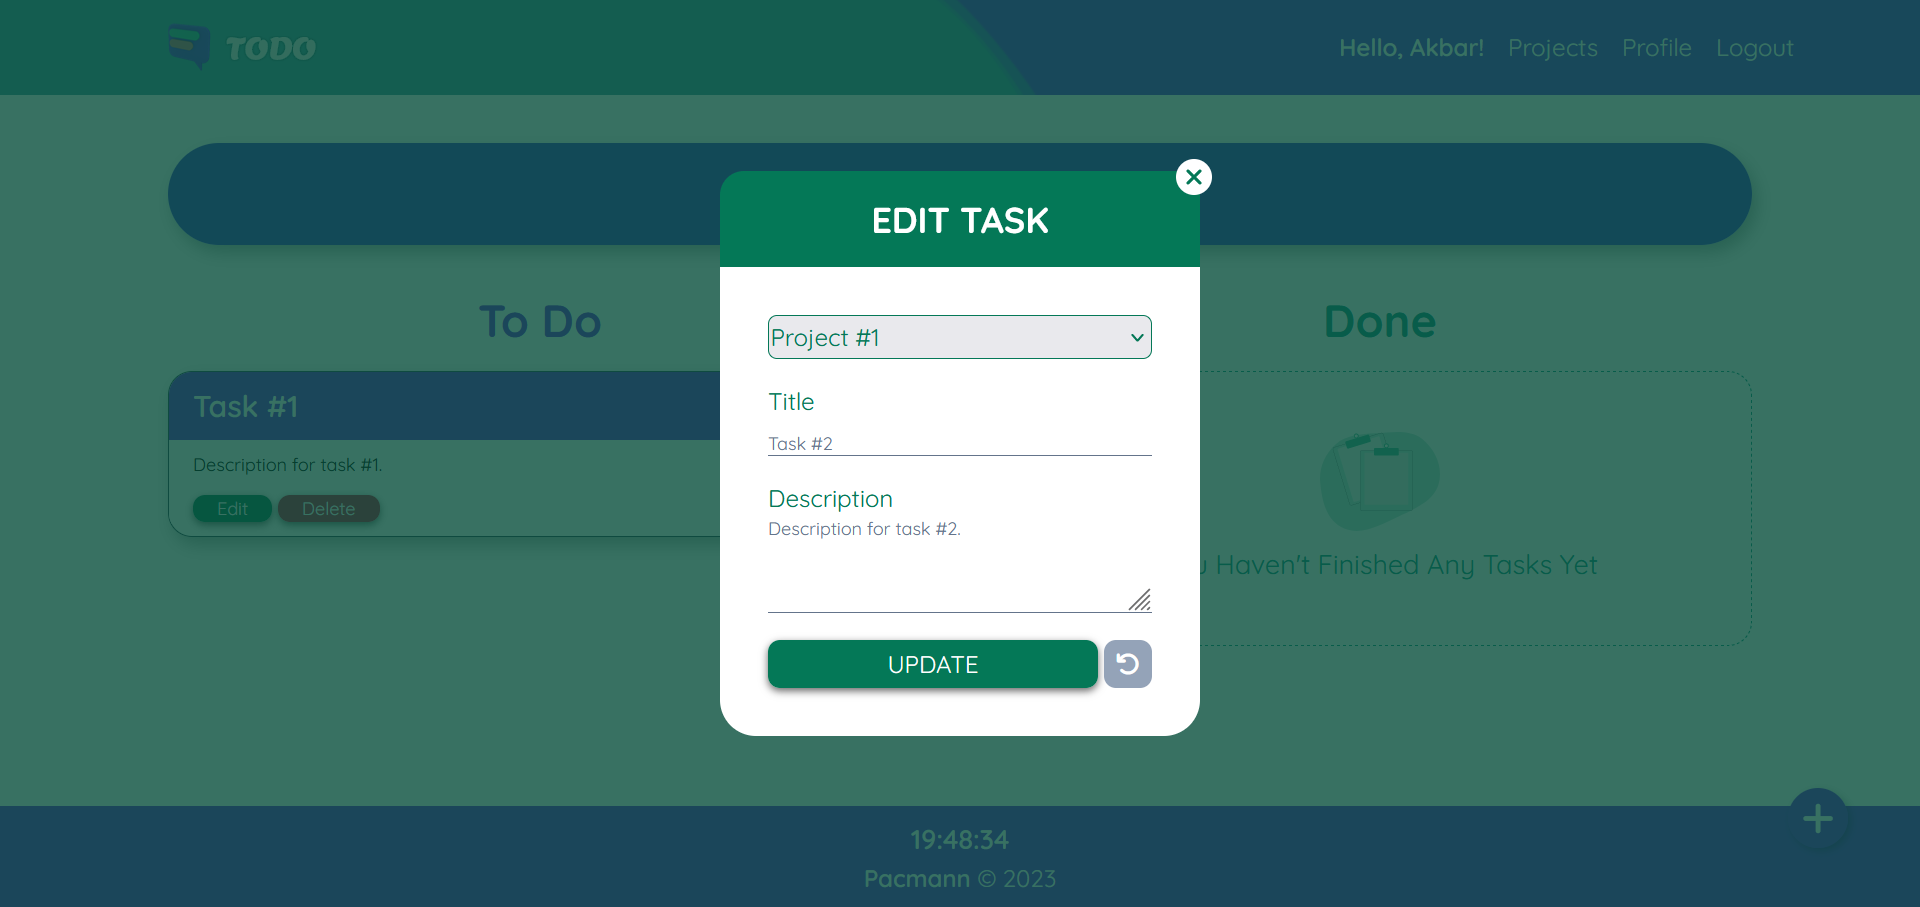 TODO
Hello, Akbar! Projects Profile Logout
EDIT TASK
To Do
Done
Project #1
Task #1
Title
Task #2
Description for task #1.
Edit Delete
Description
Description for task #2.
Haven't Finished Any Tasks Yet
UPDATE
19:48:34
Pacmann © 2023